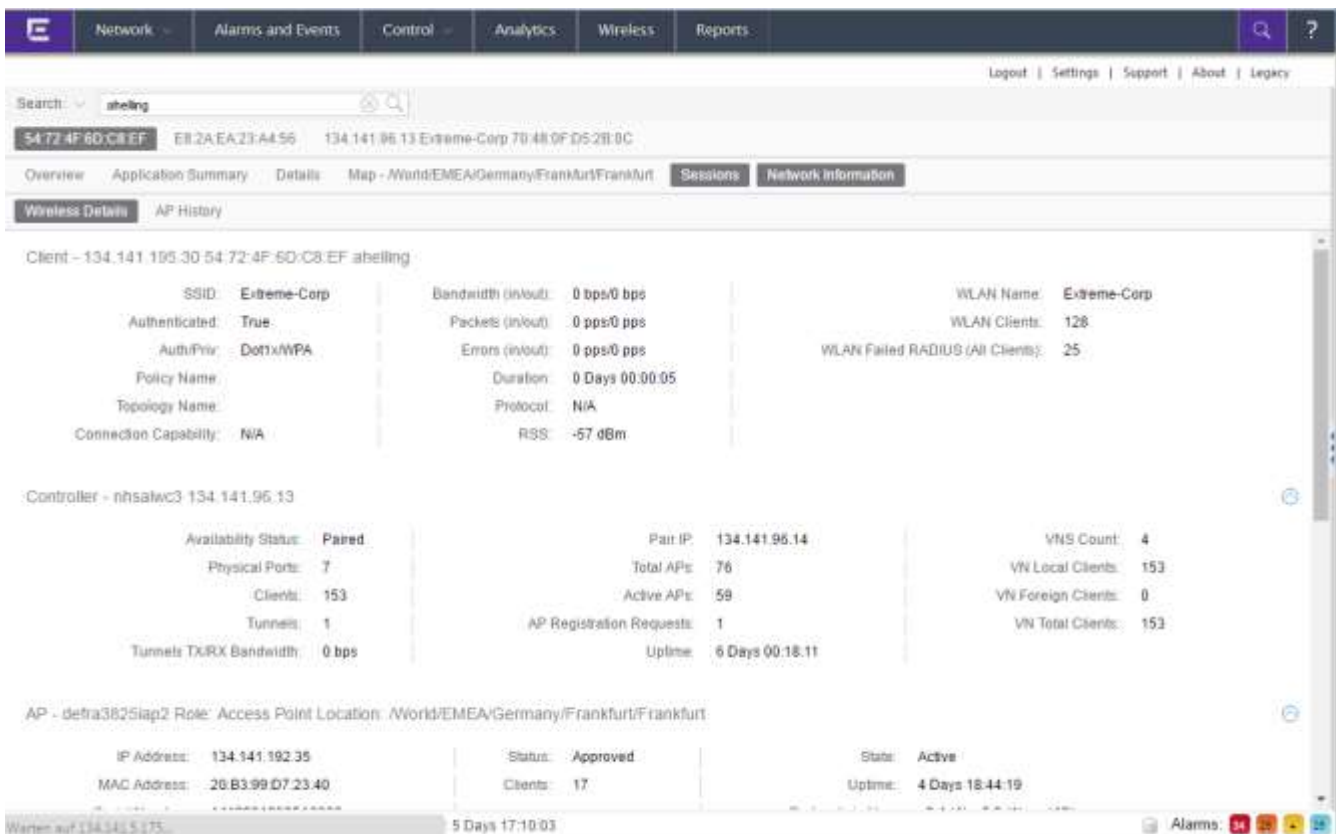 E Network Alarms and Events Control Analytics Wireless Reports ?
Logout | Settings | Support | About | Legacy
Search: ahelling
54:72:4F:6D:C8:EF E8:2A:EA:23:A4:56 134.141.96.13 Extreme-Corp 70:48:0F:D5:2B:0C
Overview Application Summary Details Map - /World/EMEA/Germany/Frankfurt/Frankfurt Sessions Network Information
Wireless Details AP History
Client - 134.141.195.30 54:72:4F:6D:C8:EF ahelling
SSID: Extreme-Corp Bandwidth (in/out): 0 bps/0 bps WLAN Name: Extreme-Corp
Authenticated: True Packets (in/out): 0 pps/0 pps WLAN Clients: 128
Auth/Priv: Dot1x/WPA Errors (in/out): 0 pps/0 pps WLAN Failed RADIUS (All Clients): 25
Policy Name: Duration: 0 Days 00:00:05
Topology Name: Protocol: N/A
Connection Capability: N/A RSS: -57 dBm
Controller - nhsalwc3 134.141.96.13
Availability Status: Paired Pair IP: 134.141.96.14 VNS Count: 4
Physical Ports: 7 Total APs: 76 VN Local Clients: 153
Clients: 153 Active APs: 59 VN Foreign Clients: 0
Tunnels: 1 AP Registration Requests: 1 VN Total Clients: 153
Tunnels TX/RX Bandwidth: 0 bps Uptime: 6 Days 00:18:11
AP - defra3825iap2 Role: Access Point Location: /World/EMEA/Germany/Frankfurt/Frankfurt
IP Address: 134.141.192.35 Status: Approved State: Active
MAC Address: 20:B3:99:D7:23:40 Clients: 17 Uptime: 4 Days 18:44:19
Warten auf 134.141.5.175... 5 Days 17:10:03 Alarms: 34